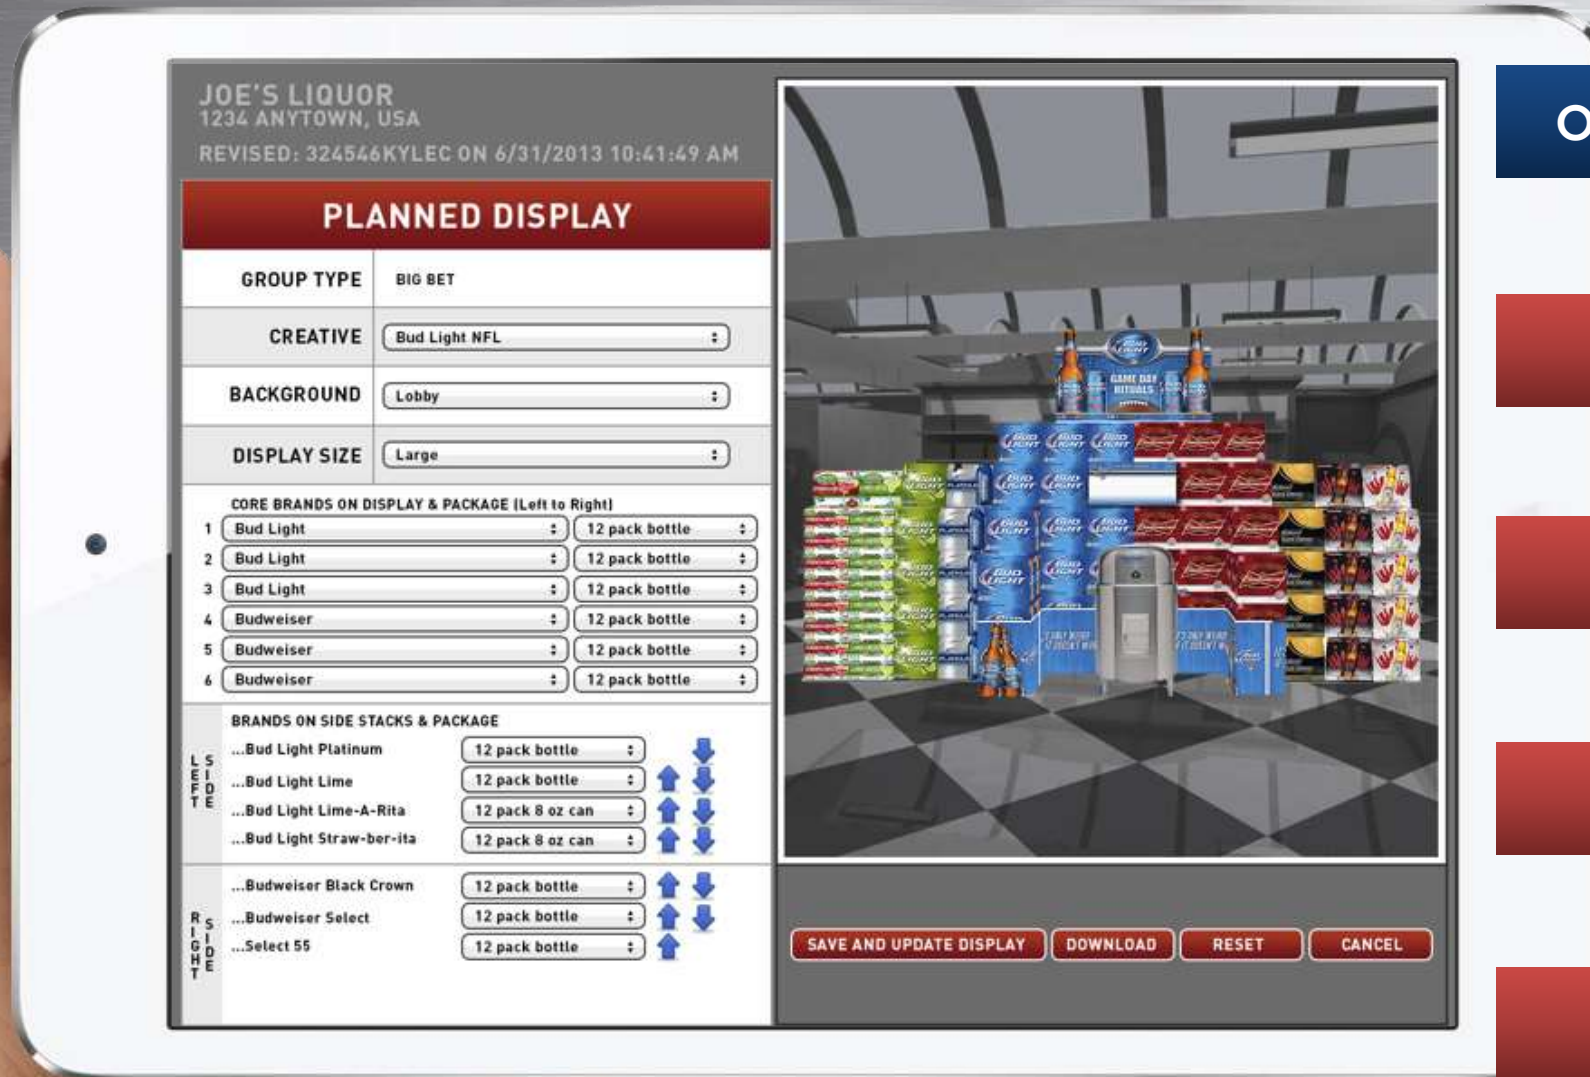 JOE'S LIQUOR
1234 ANYTOWN, USA
REVISED: 324546KYLEC ON 6/31/2013 10:41:49 AM
PLANNED DISPLAY
GROUP TYPE BIG BET
CREATIVE Bud Light NFL
BACKGROUND Lobby
DISPLAY SIZE Large
CORE BRANDS ON DISPLAY & PACKAGE (Left to Right)
1 Bud Light 12 pack bottle
2 Bud Light 12 pack bottle
3 Bud Light 12 pack bottle
4 Budweiser 12 pack bottle
5 Budweiser 12 pack bottle
6 Budweiser 12 pack bottle
LEFT SIDE
BRANDS ON SIDE STACKS & PACKAGE
...Bud Light Platinum 12 pack bottle
...Bud Light Lime 12 pack bottle
...Bud Light Lime-A-Rita 12 pack 8 oz can
...Bud Light Straw-ber-ita 12 pack 8 oz can
RIGHT SIDE
...Budweiser Black Crown 12 pack bottle
...Budweiser Select 12 pack bottle
...Select 55 12 pack bottle
BUD LIGHT
GAME DAY
RITUALS
SAVE AND UPDATE DISPLAY DOWNLOAD RESET CANCEL